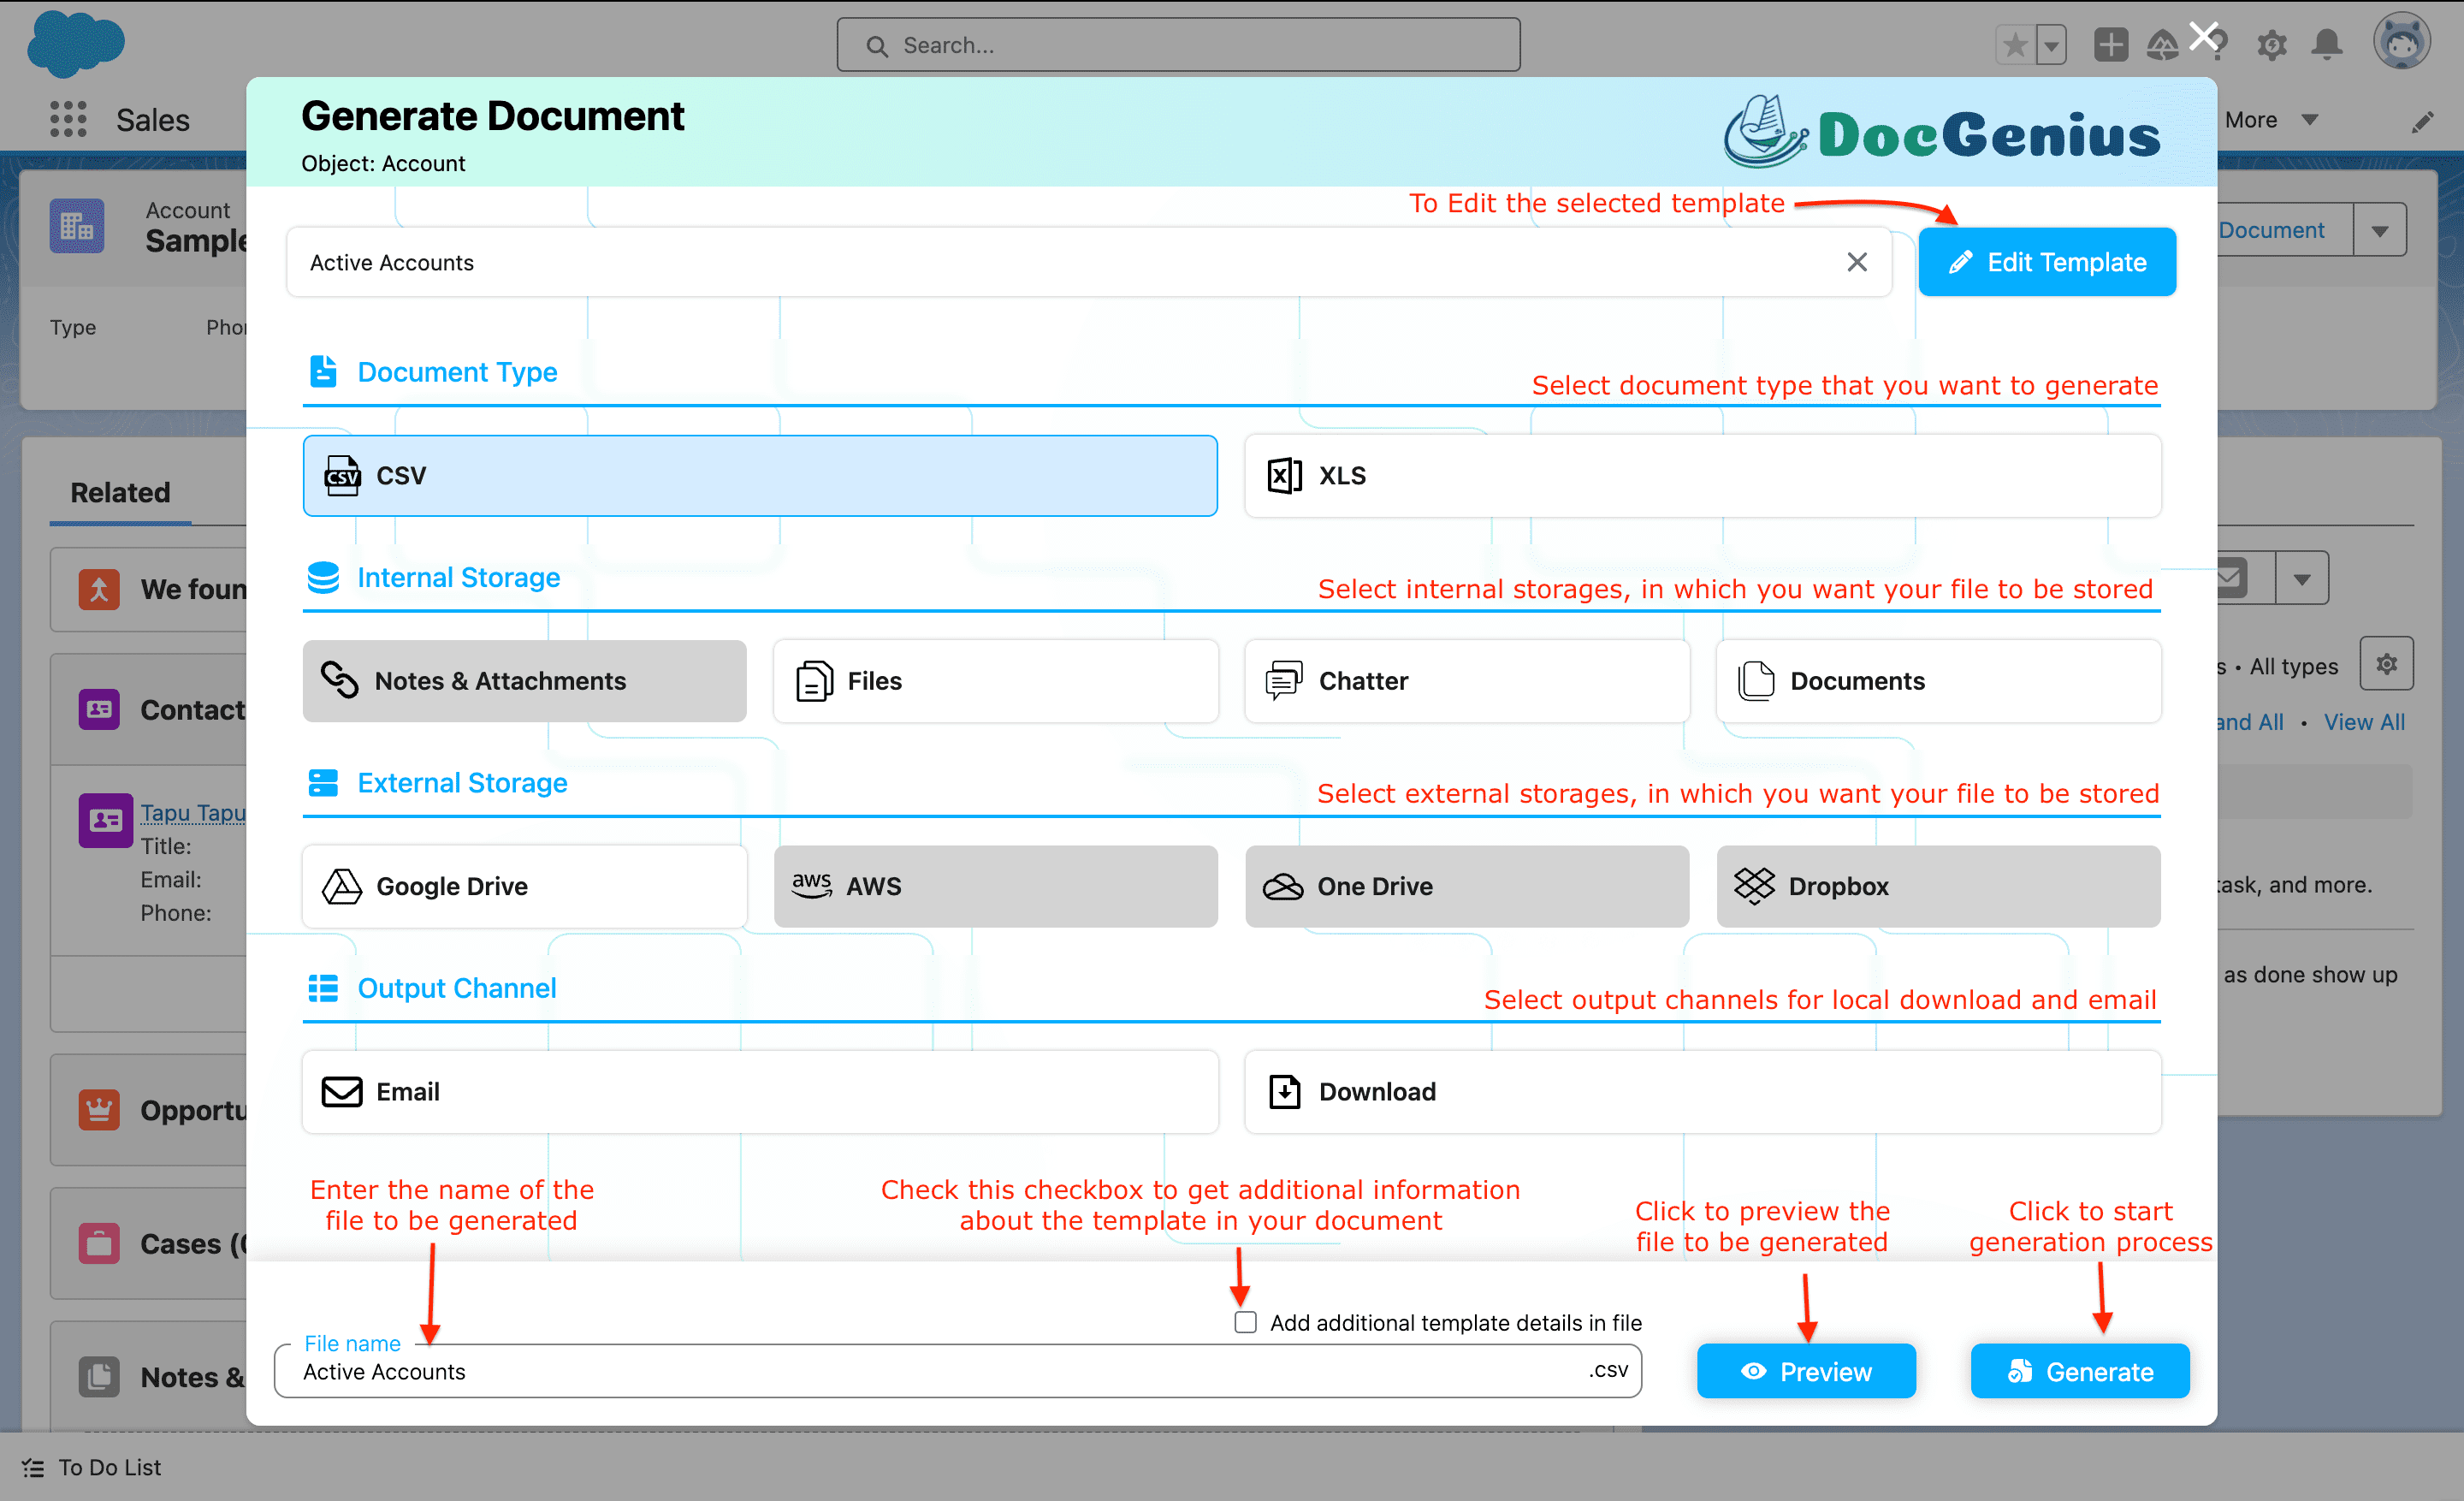 Search...
Sales
More
Generate Document
Object: Account
DocGenius
To Edit the selected template
Account
Sample
Document
Active Accounts
Edit Template
Type
Document Type
Select document type that you want to generate
CSV
CSV
XLS
Related
Internal Storage
Select internal storages, in which you want your file to be stored
We foun
Notes & Attachments
Files
Chatter
Documents
s • All types
Contact
and All • View All
External Storage
Select external storages, in which you want your file to be stored
Tapu Tapu
Title:
Email:
Phone:
Google Drive
aws
AWS
One Drive
Dropbox
task, and more.
Output Channel
Select output channels for local download and email
as done show up
Email
Download
Opportu
Enter the name of the
file to be generated
Check this checkbox to get additional information
about the template in your document
Click to preview the
file to be generated
Click to start
generation process
Cases
Add additional template details in file
File name
Active Accounts
.csv
Preview
Generate
Notes &
To Do List